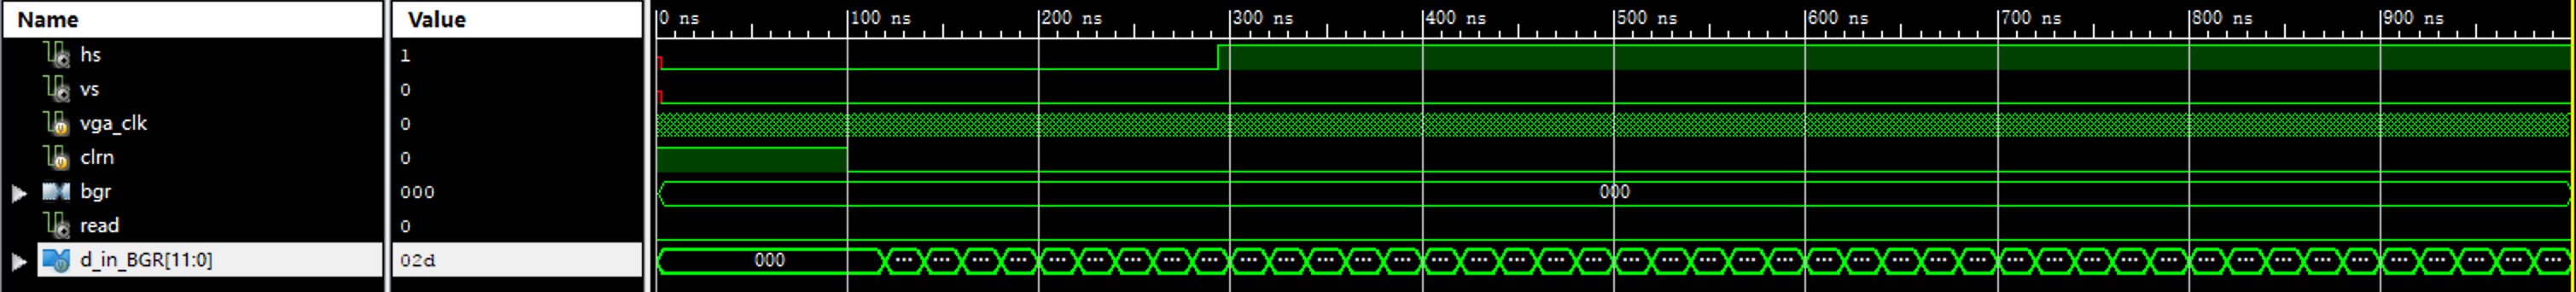 Name Value 0 ns 100 ns 200 ns 300 ns 400 ns 500 ns 600 ns 700 ns 800 ns 900 ns
hs 1
vs 0
vga_clk 0
clrn 0
bgr 000 000
read 0
d_in_BGR[11:0] 02d 000 ... ... ... ... ... ... ... ... ... ... ... ... ... ... ... ... ... ... ... ... ... ... ... ... ... ... ... ... ... ... ... ... ... ... ... ... ... ... ... ... ... ... ... ... ...